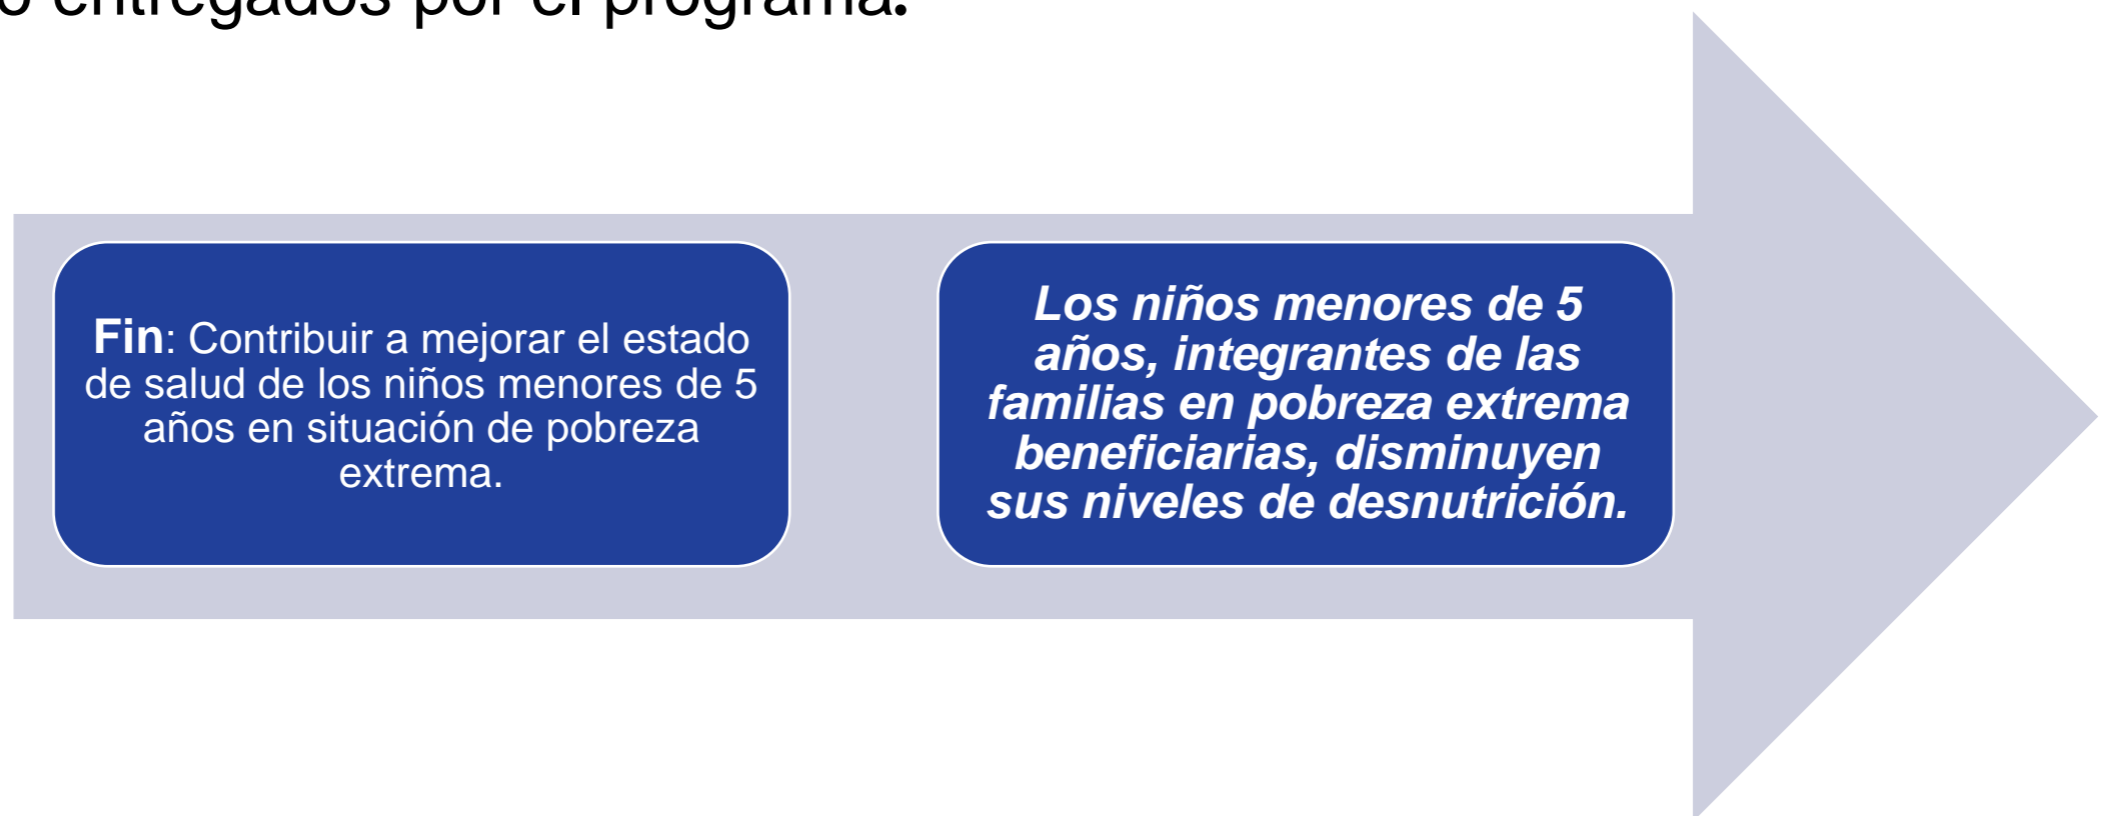 entregados por el programa.
Fin: Contribuir a mejorar el estado
de salud de los niños menores de 5
años en situación de pobreza
extrema.
Los niños menores de 5
años, integrantes de las
familias en pobreza extrema
beneficiarias, disminuyen
sus niveles de desnutrición.